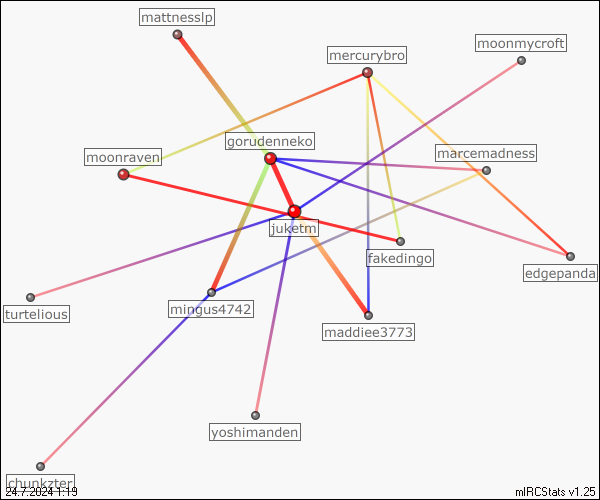 mattnesslp
moonmycroft
mercurybro
gorudenneko
marcemadness
moonraven
juketm
fakedingo
edgepanda
turtelious
mingus4742
maddiee3773
yoshimanden
chunkzter
24.7.2024 1:19
mIRCStats v1.25